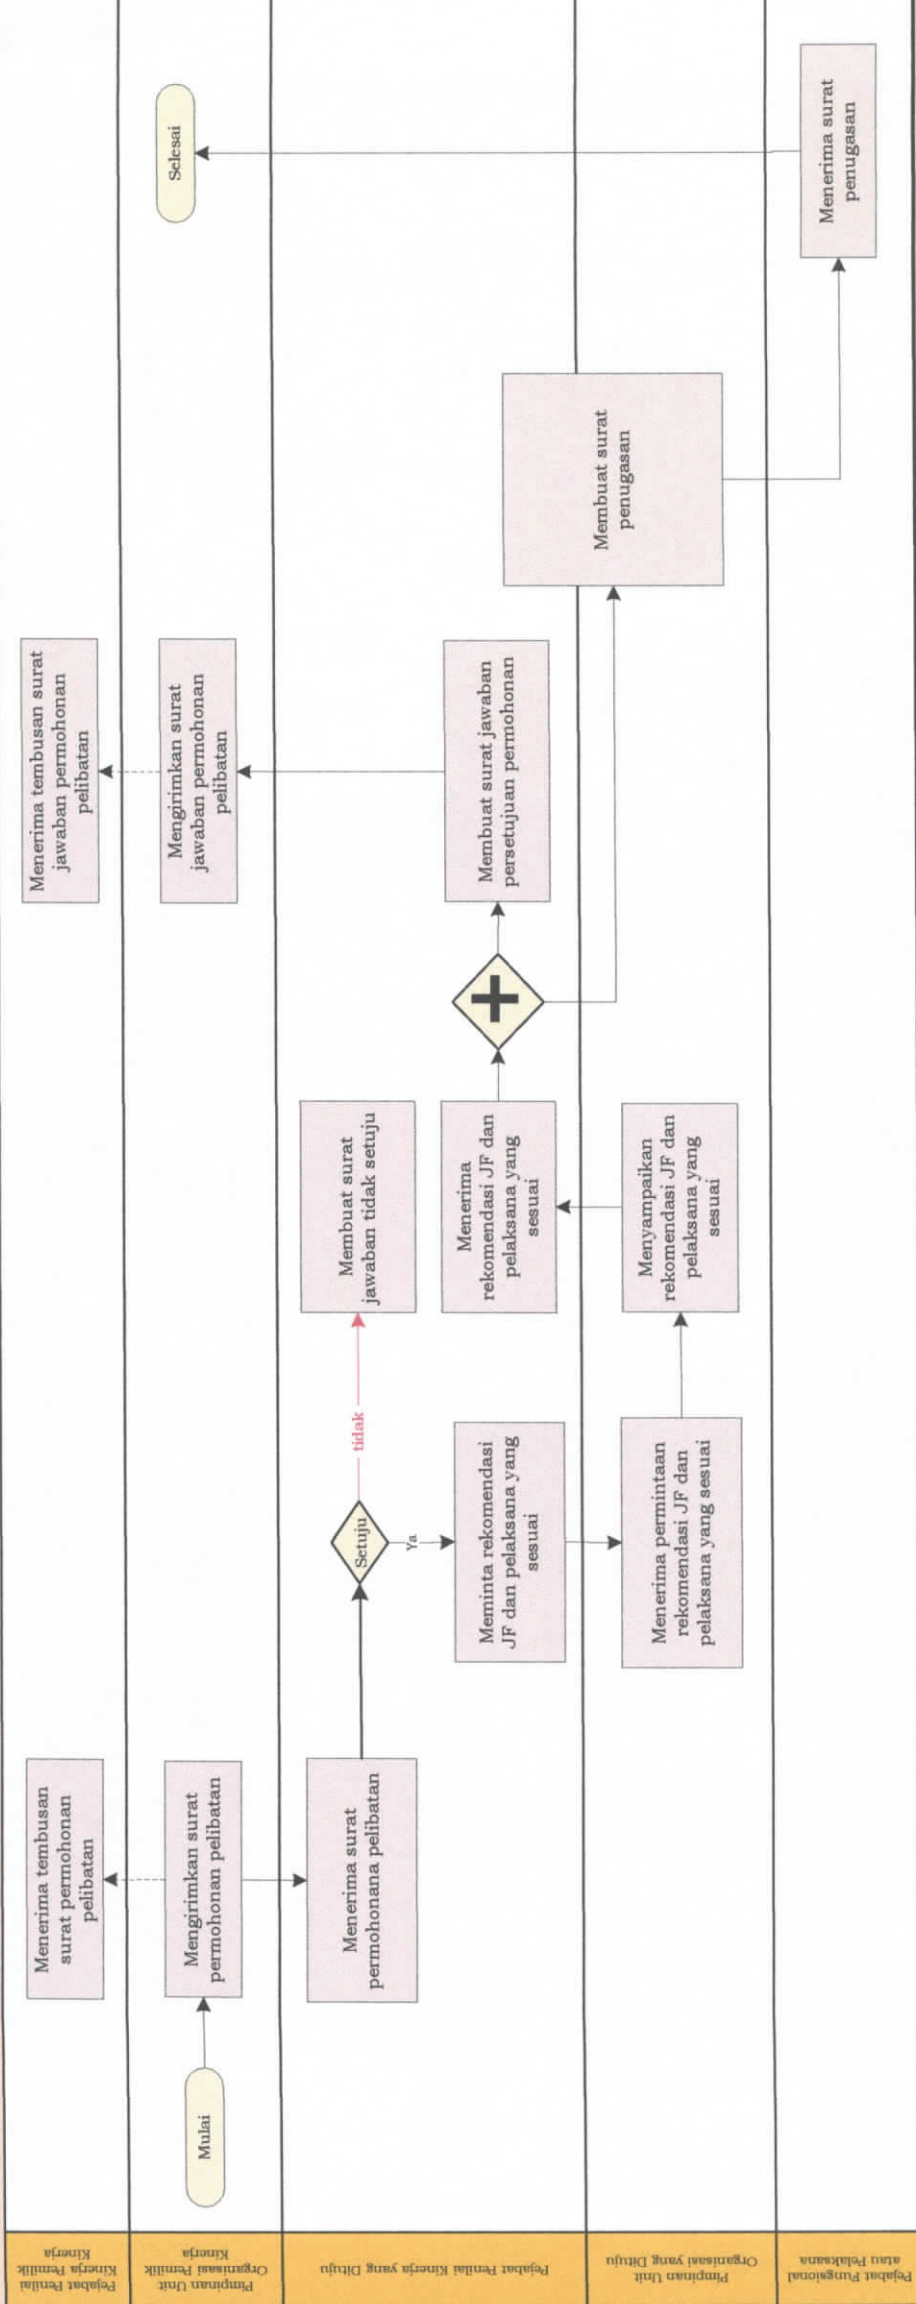 Pejabat Penilai
Kinerja Pemilik
Kinerja
Pimpinan Unit
Organisasi Pemilik
Kinerja
Pejabat Penilai Kinerja yang Dituju
Pimpinan Unit
Organisasi yang Dituju
Pejabat Fungsional
atau Pelaksana
Mulai
Menerima tembusan
surat permohonan
pelibatan
Mengirimkan surat
permohonan pelibatan
Menerima surat
permohonana pelibatan
Setuju
tidak
Ya
Meminta rekomendasi
JF dan pelaksana yang
sesuai
Menerima permintaan
rekomendasi JF dan
pelaksana yang sesuai
Membuat surat
jawaban tidak setuju
Menerima
rekomendasi JF dan
pelaksana yang
sesuai
Menyampaikan
rekomendasi JF dan
pelaksana yang
sesuai
Menerima tembusan surat
jawaban permohonan
pelibatan
Mengirimkan surat
jawaban permohonan
pelibatan
Membuat surat jawaban
persetujuan permohonan
Membuat surat
penugasan
Menerima surat
penugasan
Selesai